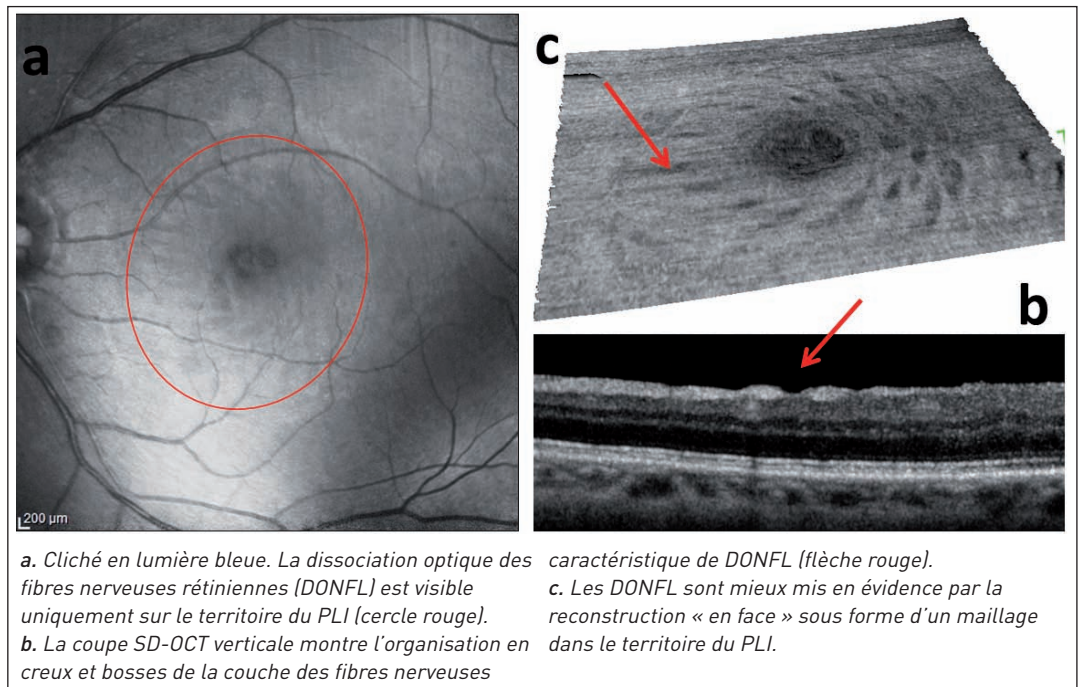 a
c
b
200 µm
a. Cliché en lumière bleue. La dissociation optique des
fibres nerveuses rétiniennes (DONFL) est visible
uniquement sur le territoire du PLI (cercle rouge).
b. La coupe SD-OCT verticale montre l’organisation en
creux et bosses de la couche des fibres nerveuses
caractéristique de DONFL (flèche rouge).
c. Les DONFL sont mieux mis en évidence par la
reconstruction « en face » sous forme d’un maillage
dans le territoire du PLI.